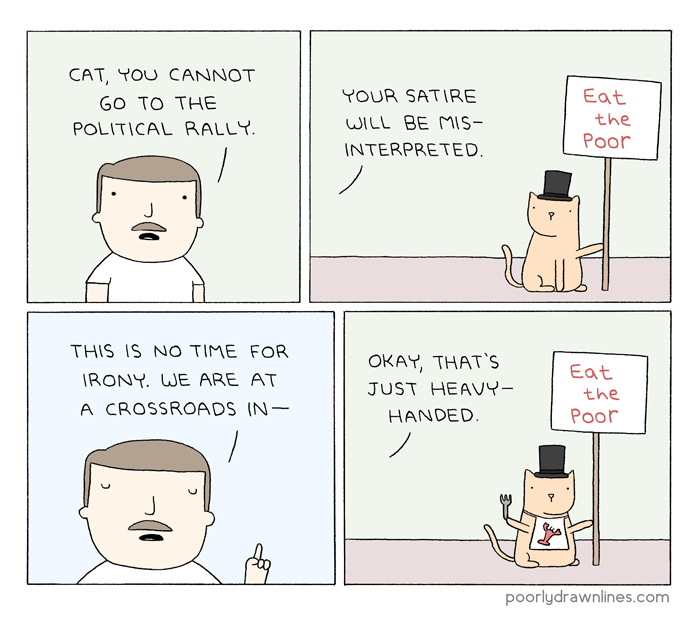 CAT, YOU CANNOT
GO TO THE
POLITICAL RALLY.
YOUR SATIRE
WILL BE MIS-
INTERPRETED.
Eat
the
Poor
THIS IS NO TIME FOR
IRONY. WE ARE AT
A CROSSROADS IN—
OKAY, THAT'S
JUST HEAVY-
HANDED.
Eat
the
Poor
poorlydrawnlines.com